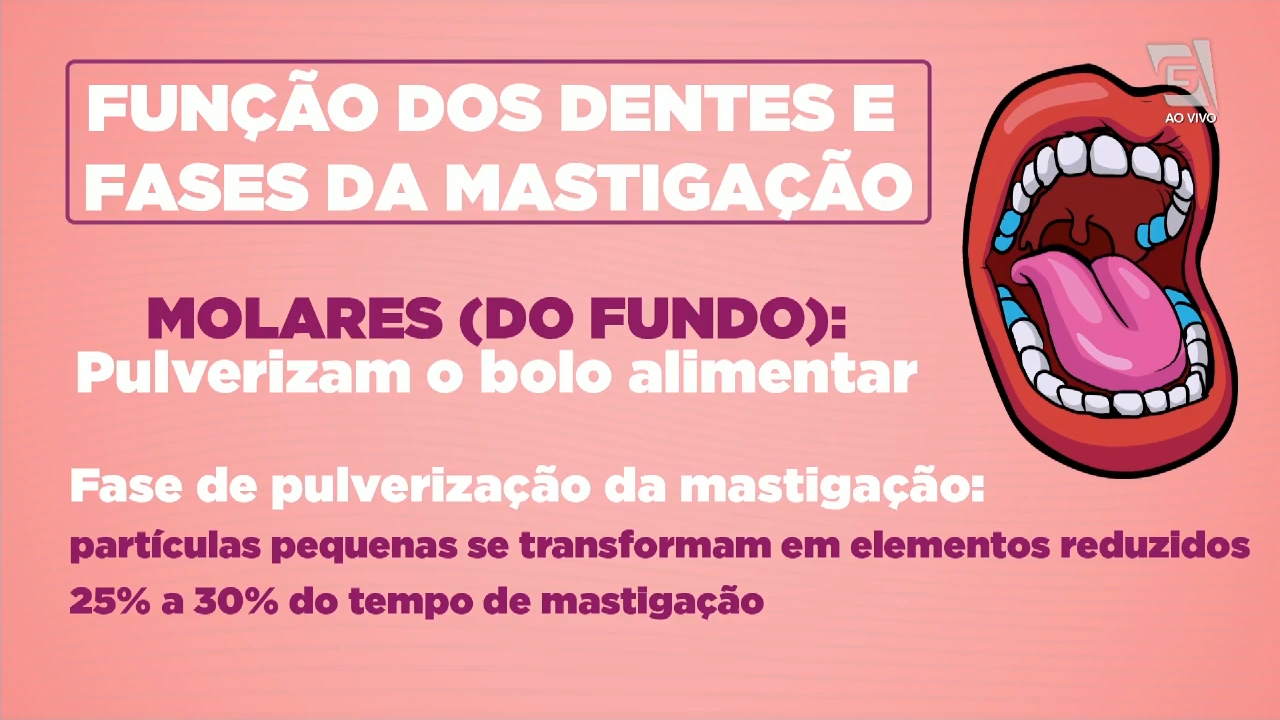 FUNÇÃO DOS DENTES E
FASES DA MASTIGAÇÃO
MOLARES (DO FUNDO):
Pulverizam o bolo alimentar
Fase de pulverização da mastigação:
partículas pequenas se transformam em elementos reduzidos
25% a 30% do tempo de mastigação
AO VIVO